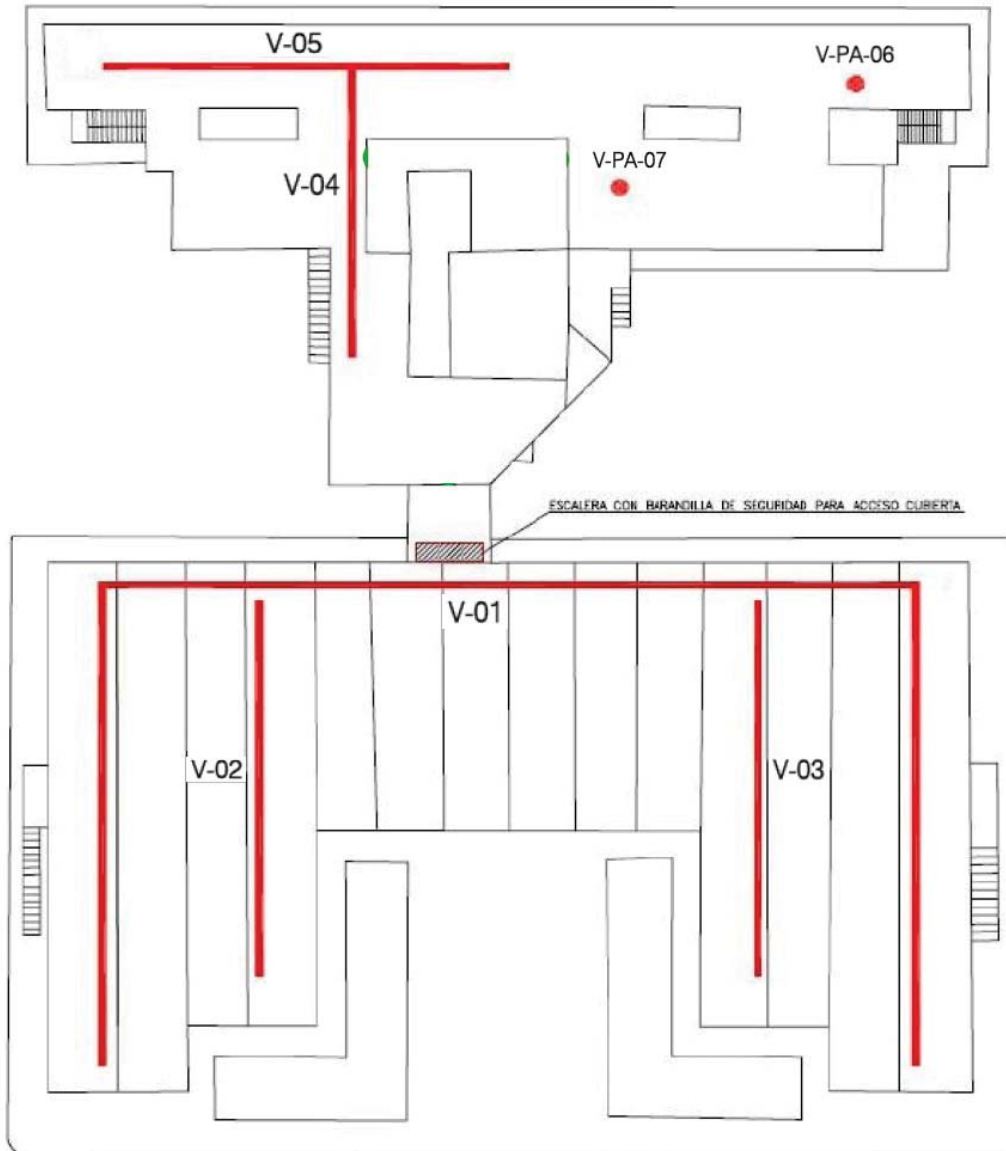 V-05
V-PA-06
V-PA-07
V-04
ESCALERA CON BARANDILLA DE SEGURIDAD PARA ACCESO CUBIERTA
V-01
V-02
V-03